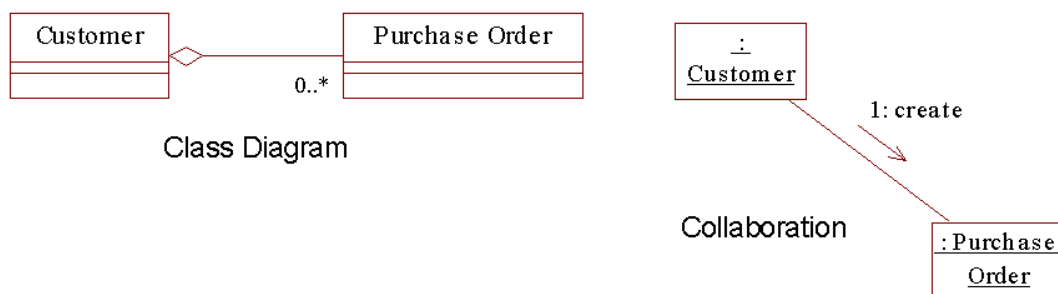 Customer
Purchase Order
0..*
Class Diagram
:
Customer
1: create
Collaboration
:Purchase
Order